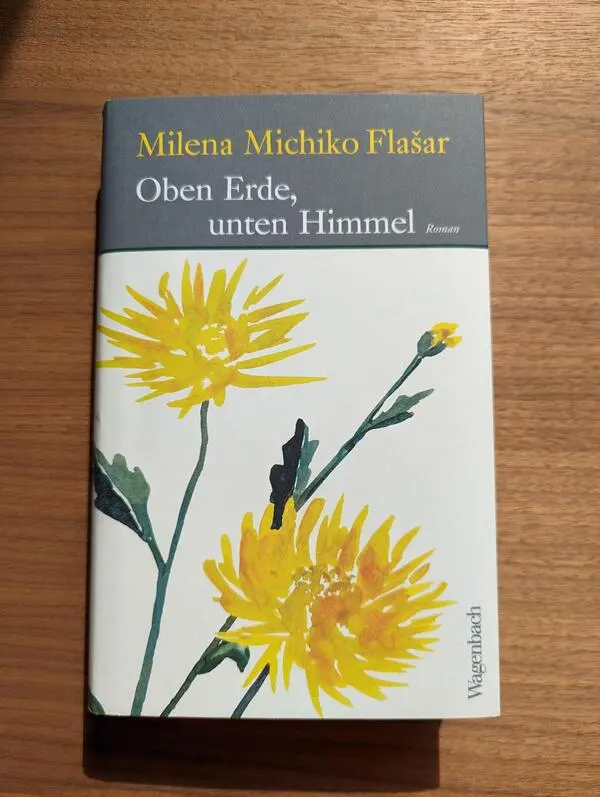 Milena Michiko Flašar
Oben Erde,
unten Himmel Roman
Wagenbach